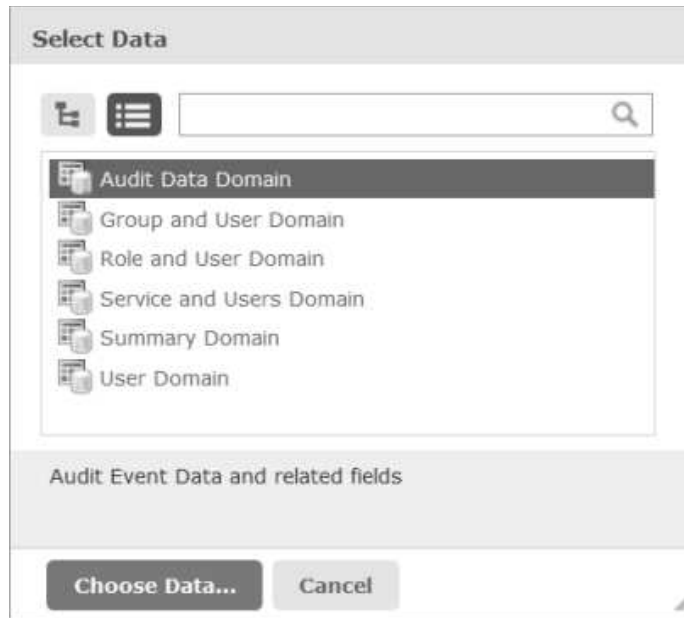 Select Data
Audit Data Domain
Group and User Domain
Role and User Domain
Service and Users Domain
Summary Domain
User Domain
Audit Event Data and related fields
Choose Data... Cancel